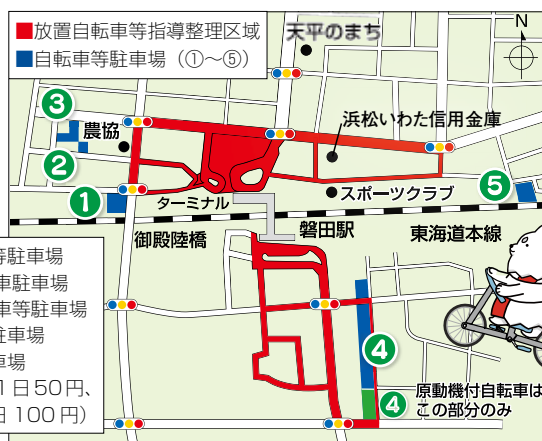 ■放置自転車等指導整理区域
■自転車等駐車場（①～⑤）
天平のまち
N
③
農協
浜松いわた信用金庫
②
①
ターミナル
スポーツクラブ
⑤
御殿陸橋
磐田駅
東海道本線
等駐車場
車駐車場
車等駐車場
駐車場
車場
1日50円、
日100円）
④
④
原動機付自転車は
この部分のみ